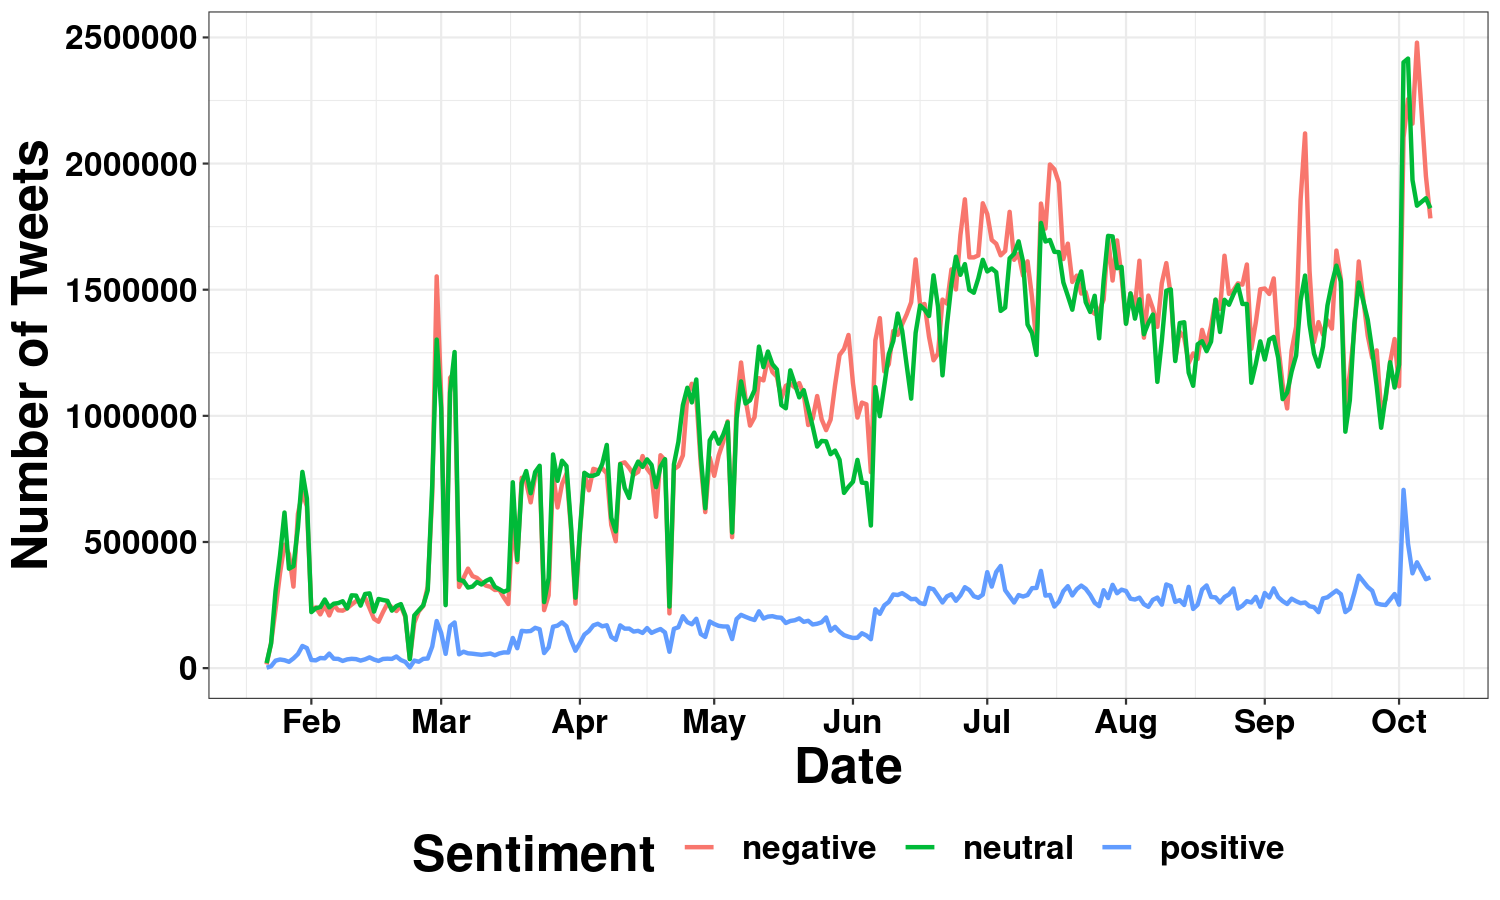 Number of Tweets
2500000
2000000
1500000
1000000
500000
0
Feb Mar Apr May Jun Jul Aug Sep Oct
Date
Sentiment negative neutral positive